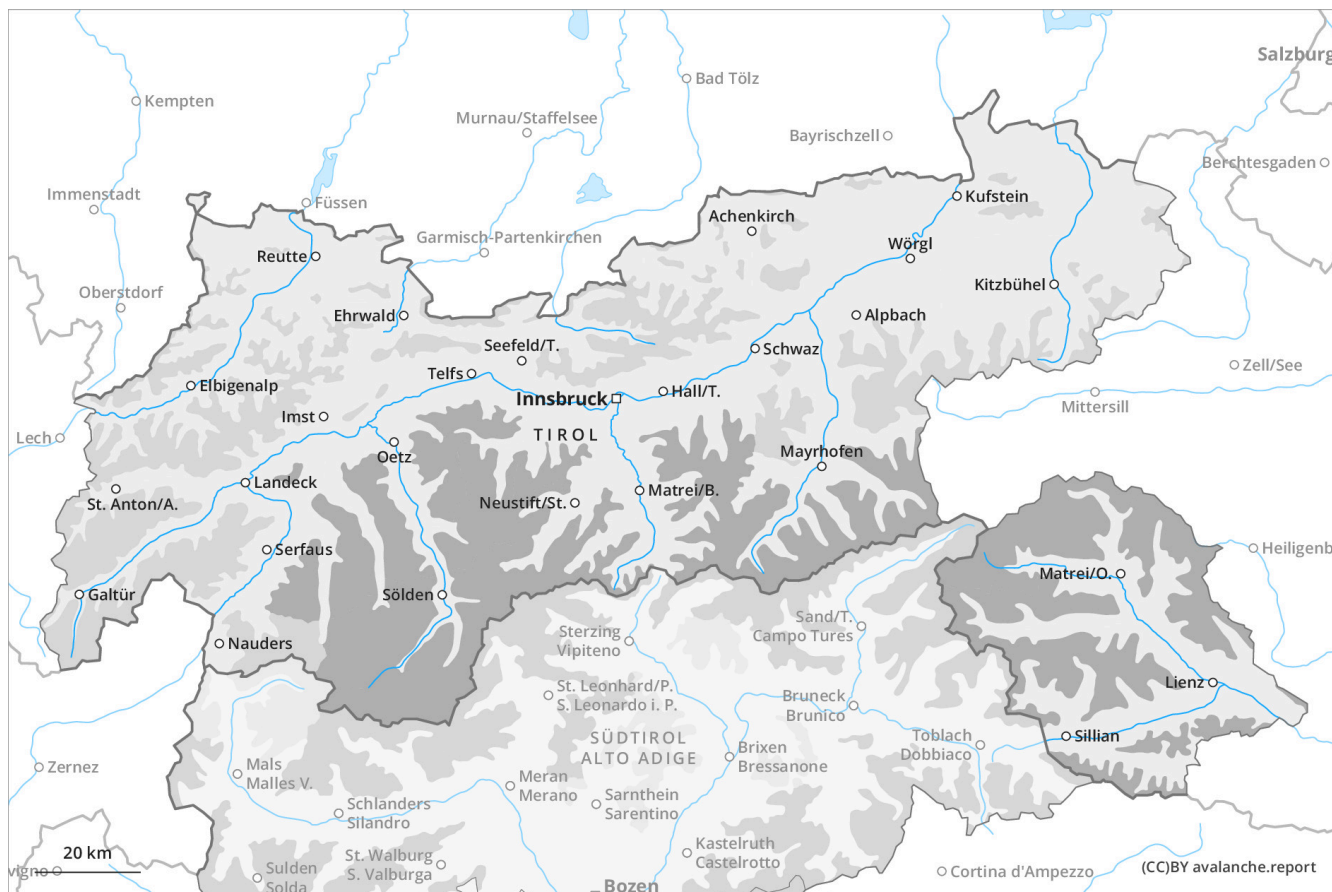 Salzburg
Kempten
Bad Tölz
Murnau/Staffelsee
Bayrischzell
Berchtesgaden
Immenstadt
Füssen
Kufstein
Achenkirch
Garmisch-Partenkirchen
Wörgl
Reutte
Kitzbühel
Oberstdorf
Ehrwald
Alpbach
Seefeld/T.
Schwaz
Zell/See
Telfs
Elbigenalp
Innsbruck
Hall/T.
Mittersill
Imst
Lech
TIROL
Oetz
Mayrhofen
Landeck
St. Anton/A.
Neustift/St.
Matrei/B.
Serfaus
Heiligenb
Matrei/O.
Galtür
Sölden
Sand/T.
Campo Tures
Sterzing
Vipiteno
Nauders
Lienz
St. Leonhard/P.
S. Leonardo i. P.
Bruneck
Brunico
Sillian
SÜDTIROL
ALTO ADIGE
Toblach
Dobbiaco
Brixen
Bressanone
Zernez
Mals
Malles V.
Meran
Merano
Sarnthein
Sarentino
Schlanders
Silandro
Kastelruth
Castelrotto
20 km
St. Walburg
S. Valburga
vigno
Sulden
Solda
Cortina d'Ampezzo
(CC)BY avalanche.report
Bozen